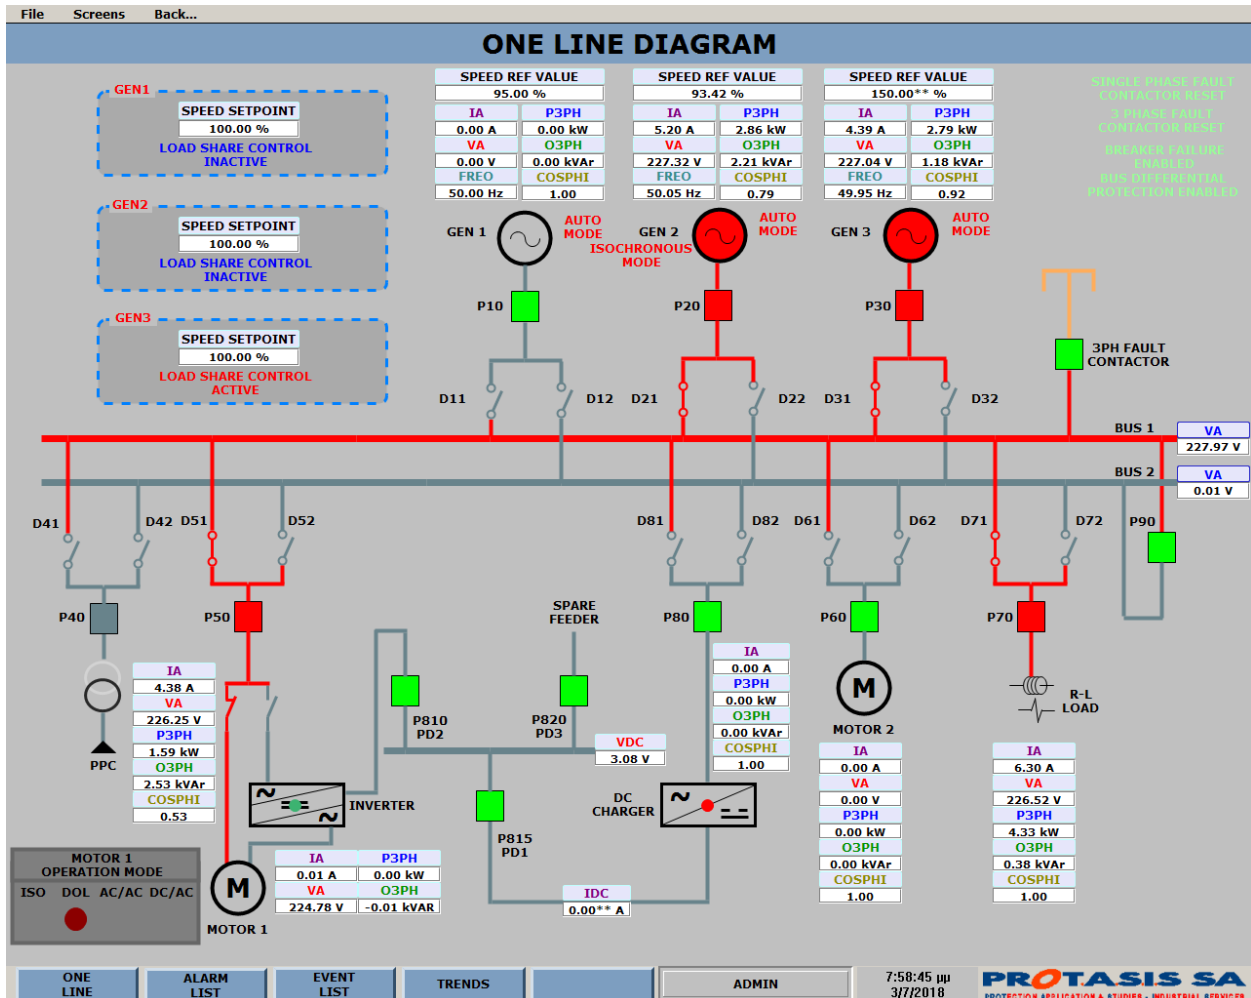 File Screens Back...
ONE LINE DIAGRAM
GEN1
SPEED SETPOINT
100.00 %
LOAD SHARE CONTROL
INACTIVE
GEN2
SPEED SETPOINT
100.00 %
LOAD SHARE CONTROL
INACTIVE
GEN3
SPEED SETPOINT
100.00 %
LOAD SHARE CONTROL
ACTIVE
SPEED REF VALUE
95.00 %
IA P3PH
0.00 A 0.00 kW
VA O3PH
0.00 V 0.00 kVAr
FREO COSPHI
50.00 Hz 1.00
SPEED REF VALUE
93.42 %
IA P3PH
5.20 A 2.86 kW
VA O3PH
227.32 V 2.21 kVAr
FREO COSPHI
50.05 Hz 0.79
SPEED REF VALUE
150.00** %
IA P3PH
4.39 A 2.79 kW
VA O3PH
227.04 V 1.18 kVAr
FREO COSPHI
49.95 Hz 0.92
SINGLE PHASE FAULT
CONTACTOR RESET
3 PHASE FAULT
CONTACTOR RESET
BREAKER FAILURE
ENABLED
BUS DIFFERENTIAL
PROTECTION ENABLED
GEN 1
AUTO
MODE
GEN 2
ISOCHRONOUS
MODE
AUTO
MODE
GEN 3
AUTO
MODE
P10
P20
P30
3PH FAULT
CONTACTOR
D11 D12 D21 D22 D31 D32
BUS 1
VA
227.97 V
BUS 2
VA
0.01 V
D41 D42 D51 D52 D81 D82 D61 D62 D71 D72 P90
P40 P50
SPARE
FEEDER
P80 P60 P70
PPC
IA
4.38 A
VA
226.25 V
P3PH
1.59 kW
O3PH
2.53 kVAr
COSPHI
0.53
P810
PD2
P820
PD3
VDC
3.08 V
IA
0.00 A
P3PH
0.00 kW
O3PH
0.00 kVAr
COSPHI
1.00
M
MOTOR 2
R-L
LOAD
IA
0.00 A
VA
0.00 V
P3PH
0.00 kW
O3PH
0.00 kVAr
COSPHI
1.00
IA
6.30 A
VA
226.52 V
P3PH
4.33 kW
O3PH
0.38 kVAr
COSPHI
1.00
INVERTER
P815
PD1
DC
CHARGER
MOTOR 1
OPERATION MODE
ISO DOL AC/AC DC/AC
M
MOTOR 1
IA P3PH
0.01 A 0.00 kW
VA O3PH
224.78 V -0.01 kVAR
IDC
0.00** A
ONE
LINE
ALARM
LIST
EVENT
LIST
TRENDS
ADMIN
7:58:45 μμ
3/7/2018
PROTASIS SA
PROTECTION APPLICATION & STUDIES - INDUSTRIAL SERVICES